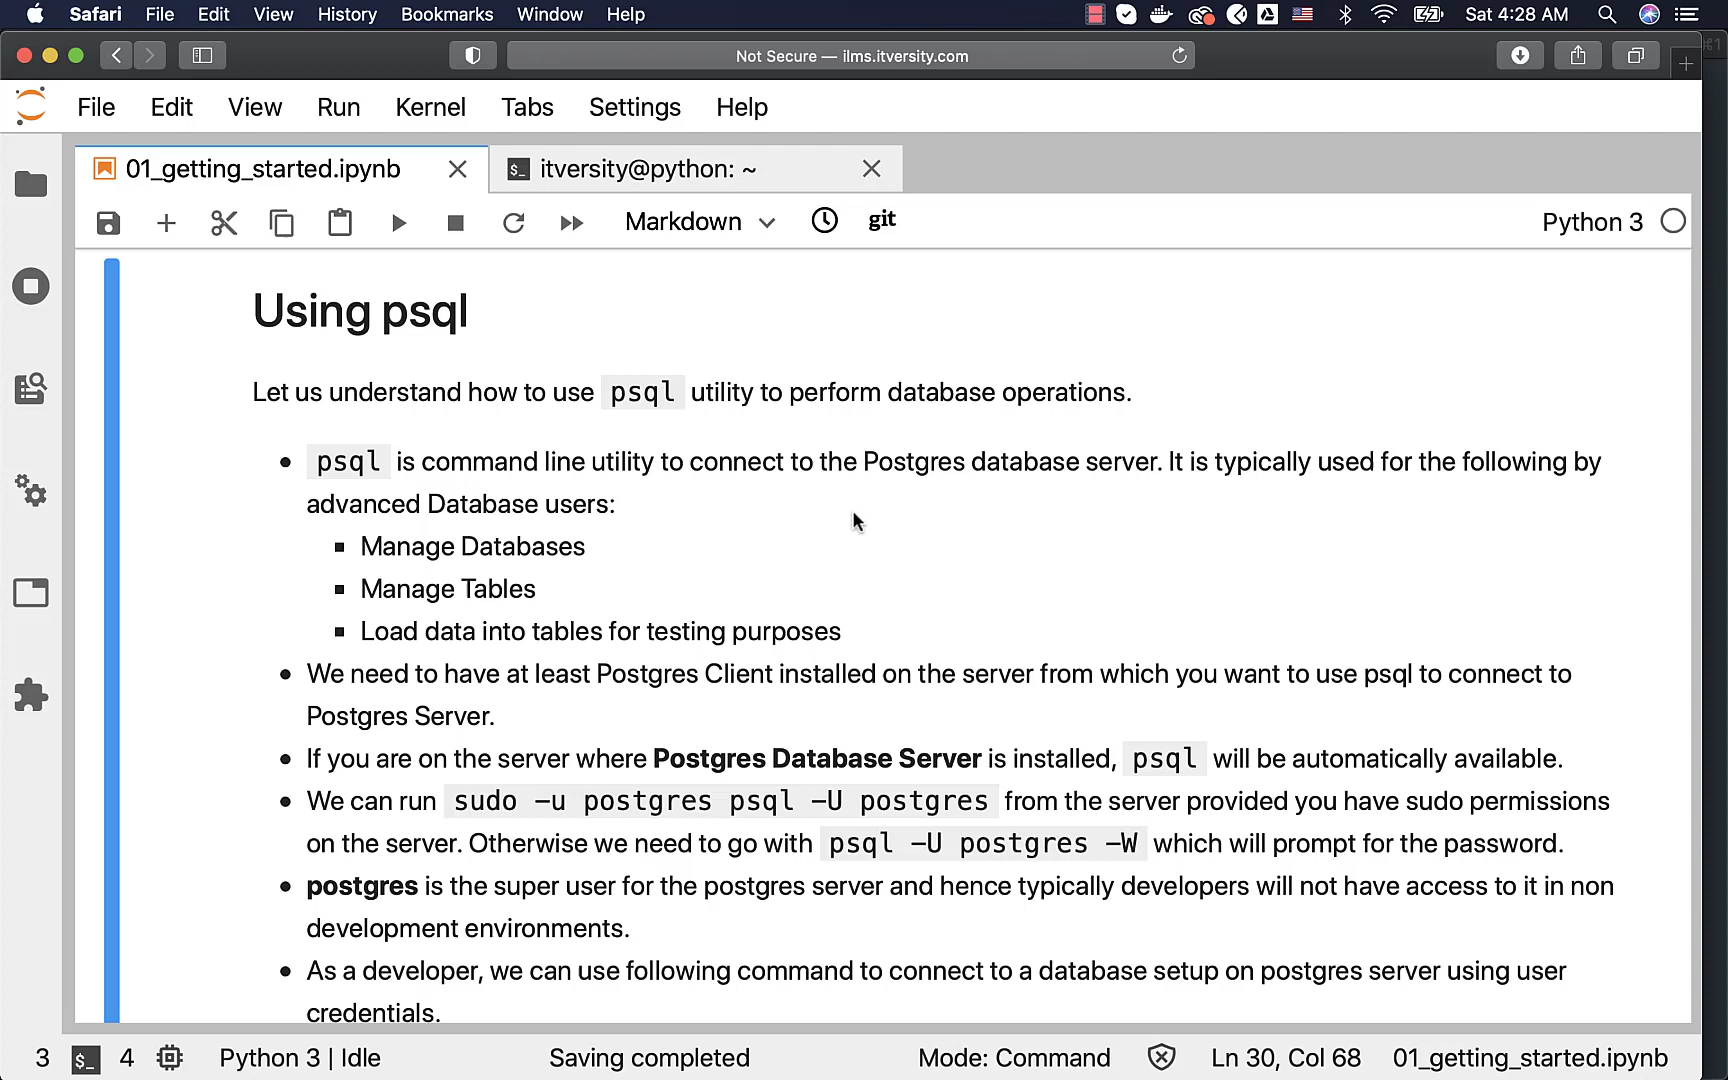 Safari File Edit View History Bookmarks Window Help Sat 4:28 AM
Not Secure — ilms.itversity.com
⌘1
File Edit View Run Kernel Tabs Settings Help
01_getting_started.ipynb
$_ itversity@python: ~
Markdown git Python 3
Using psql
Let us understand how to use psql utility to perform database operations.
psql is command line utility to connect to the Postgres database server. It is typically used for the following by
advanced Database users:
Manage Databases
Manage Tables
Load data into tables for testing purposes
We need to have at least Postgres Client installed on the server from which you want to use psql to connect to
Postgres Server.
If you are on the server where Postgres Database Server is installed, psql will be automatically available.
We can run sudo -u postgres psql -U postgres from the server provided you have sudo permissions
on the server. Otherwise we need to go with psql -U postgres -W which will prompt for the password.
postgres is the super user for the postgres server and hence typically developers will not have access to it in non
development environments.
As a developer, we can use following command to connect to a database setup on postgres server using user
credentials.
3 $_ 4 Python 3 | Idle Saving completed Mode: Command Ln 30, Col 68 01_getting_started.ipynb